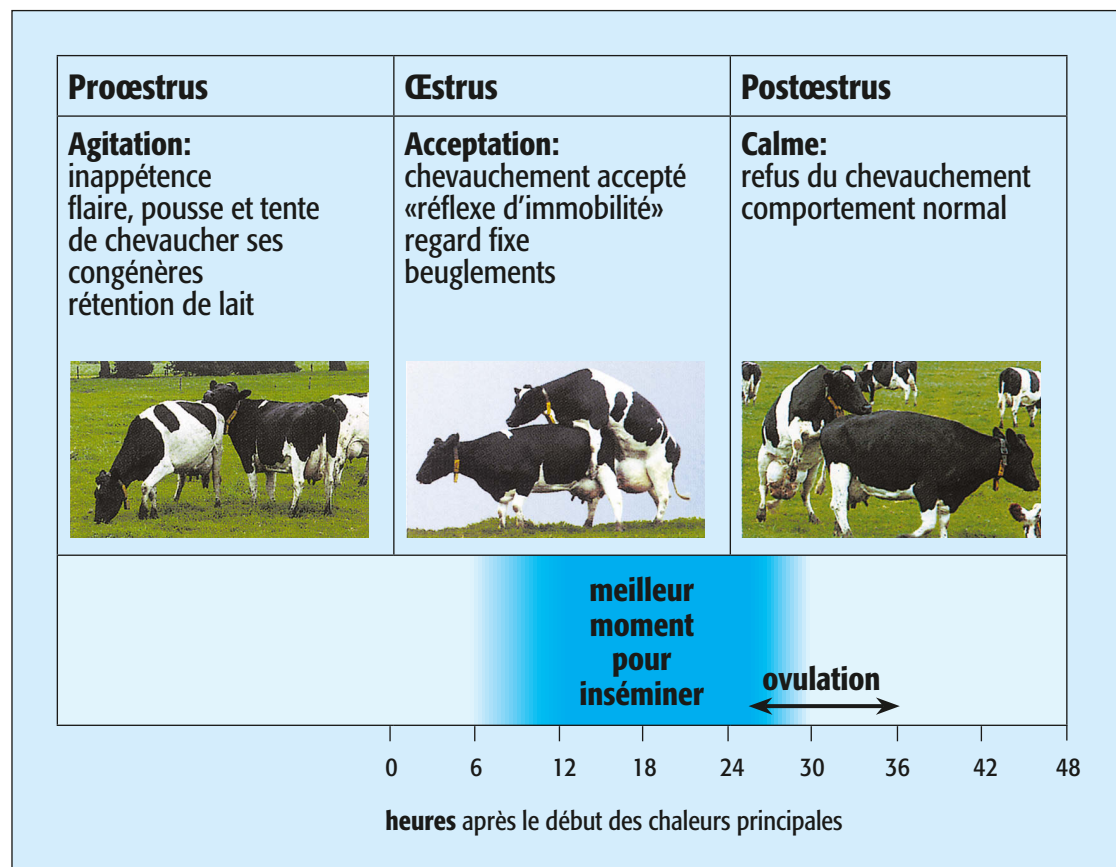 Proœstrus
Agitation:
inappétence
flaire, pousse et tente
de chevaucher ses
congénères
rétention de lait
Œstrus
Acceptation:
chevauchement accepté
«réflexe d’immobilité»
regard fixe
beuglements
Postœstrus
Calme:
refus du chevauchement
comportement normal
meilleur
moment
pour
inséminer
ovulation
0 6 12 18 24 30 36 42 48
heures après le début des chaleurs principales